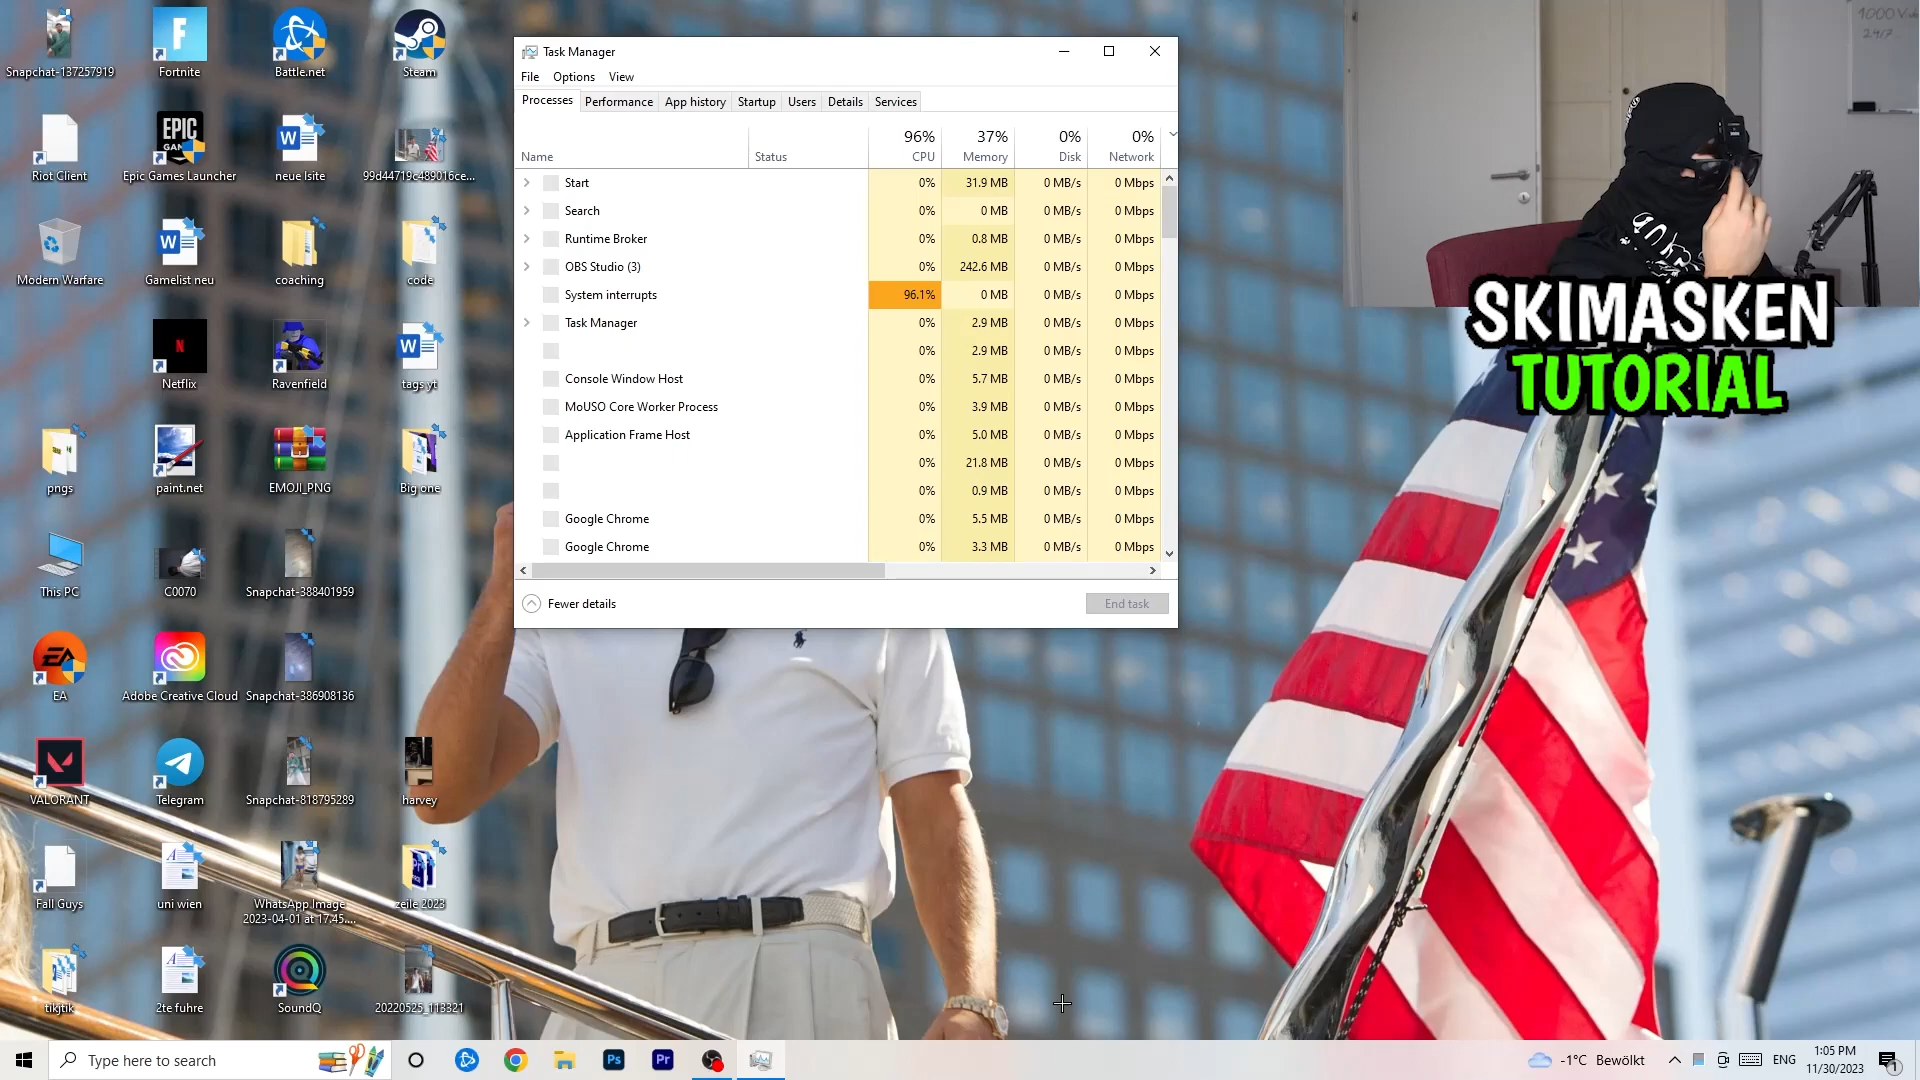 Snapchat-137257919
Fortnite
Battle.net
Steam
Riot Client
EPIC
Epic Games Launcher
neue lsite
99d44719c489016ce...
Modern Warfare
Gamelist neu
coaching
code
Netflix
Ravenfield
tags yt
pngs
paint.net
EMOJI_PNG
Big one
This PC
C0070
Snapchat-388401959
EA
EA
Adobe Creative Cloud
Snapchat-386908136
VALORANT
Telegram
Snapchat-818795289
harvey
Fall Guys
uni wien
WhatsApp Image
2023-04-01 at 17.45....
zeile 2023
tikjtik
2te fuhre
SoundQ
20220525_113321
Task Manager
File Options View
Processes Performance App history Startup Users Details Services
96% 37% 0% 0%
Name Status CPU Memory Disk Network
Start 0% 31.9 MB 0 MB/s 0 Mbps
Search 0% 0 MB 0 MB/s 0 Mbps
Runtime Broker 0% 0.8 MB 0 MB/s 0 Mbps
OBS Studio (3) 0% 242.6 MB 0 MB/s 0 Mbps
System interrupts 96.1% 0 MB 0 MB/s 0 Mbps
Task Manager 0% 2.9 MB 0 MB/s 0 Mbps
0% 2.9 MB 0 MB/s 0 Mbps
Console Window Host 0% 5.7 MB 0 MB/s 0 Mbps
MoUSO Core Worker Process 0% 3.9 MB 0 MB/s 0 Mbps
Application Frame Host 0% 5.0 MB 0 MB/s 0 Mbps
0% 21.8 MB 0 MB/s 0 Mbps
0% 0.9 MB 0 MB/s 0 Mbps
Google Chrome 0% 5.5 MB 0 MB/s 0 Mbps
Google Chrome 0% 3.3 MB 0 MB/s 0 Mbps
Fewer details End task
1000
24/7
SKIMASKEN
TUTORIAL
Type here to search
Ps
Pr
-1°C Bewölkt
ENG
1:05 PM
11/30/2023
1